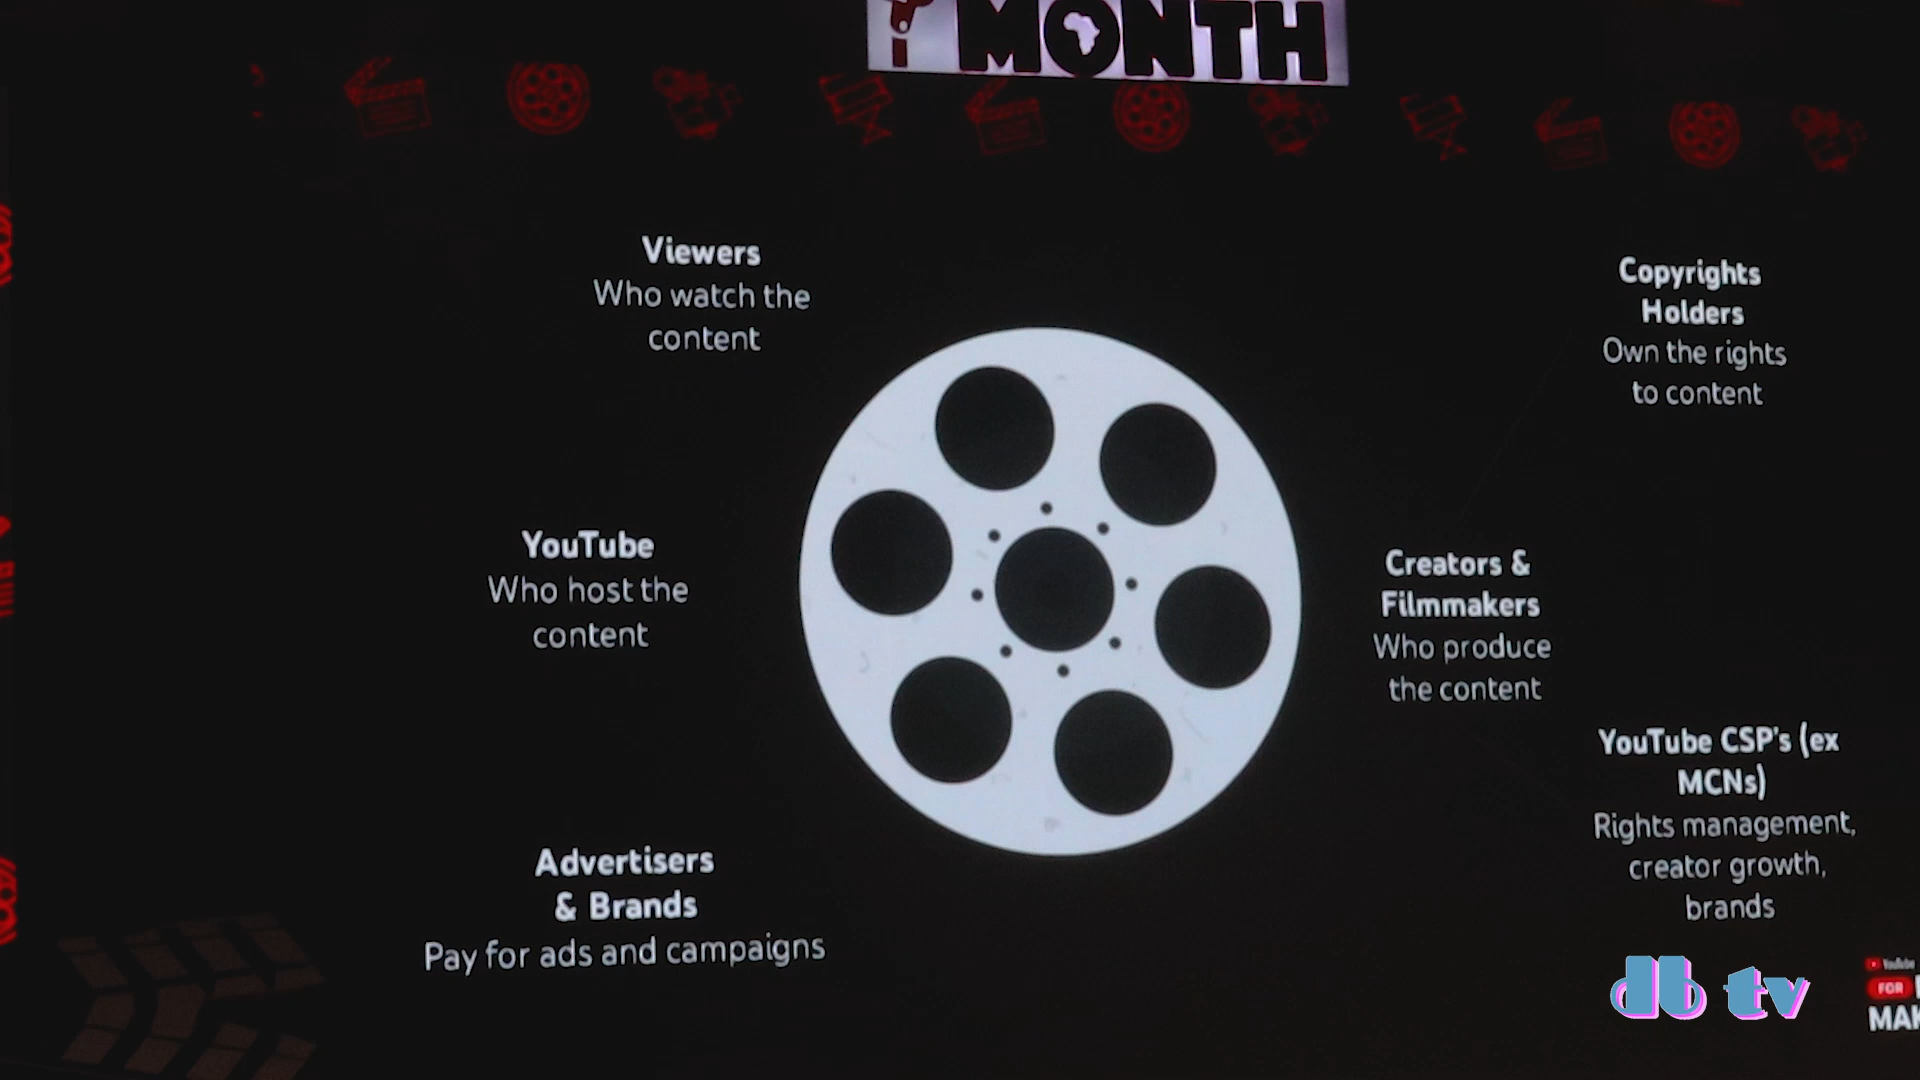 MONTH
Viewers
Who watch the
content
Copyrights
Holders
Own the rights
to content
YouTube
Who host the
content
Creators &
Filmmakers
Who produce
the content
Advertisers
& Brands
Pay for ads and campaigns
YouTube CSP's (ex
MCNs)
Rights management,
creator growth,
brands
db tv
YouTube
FOR